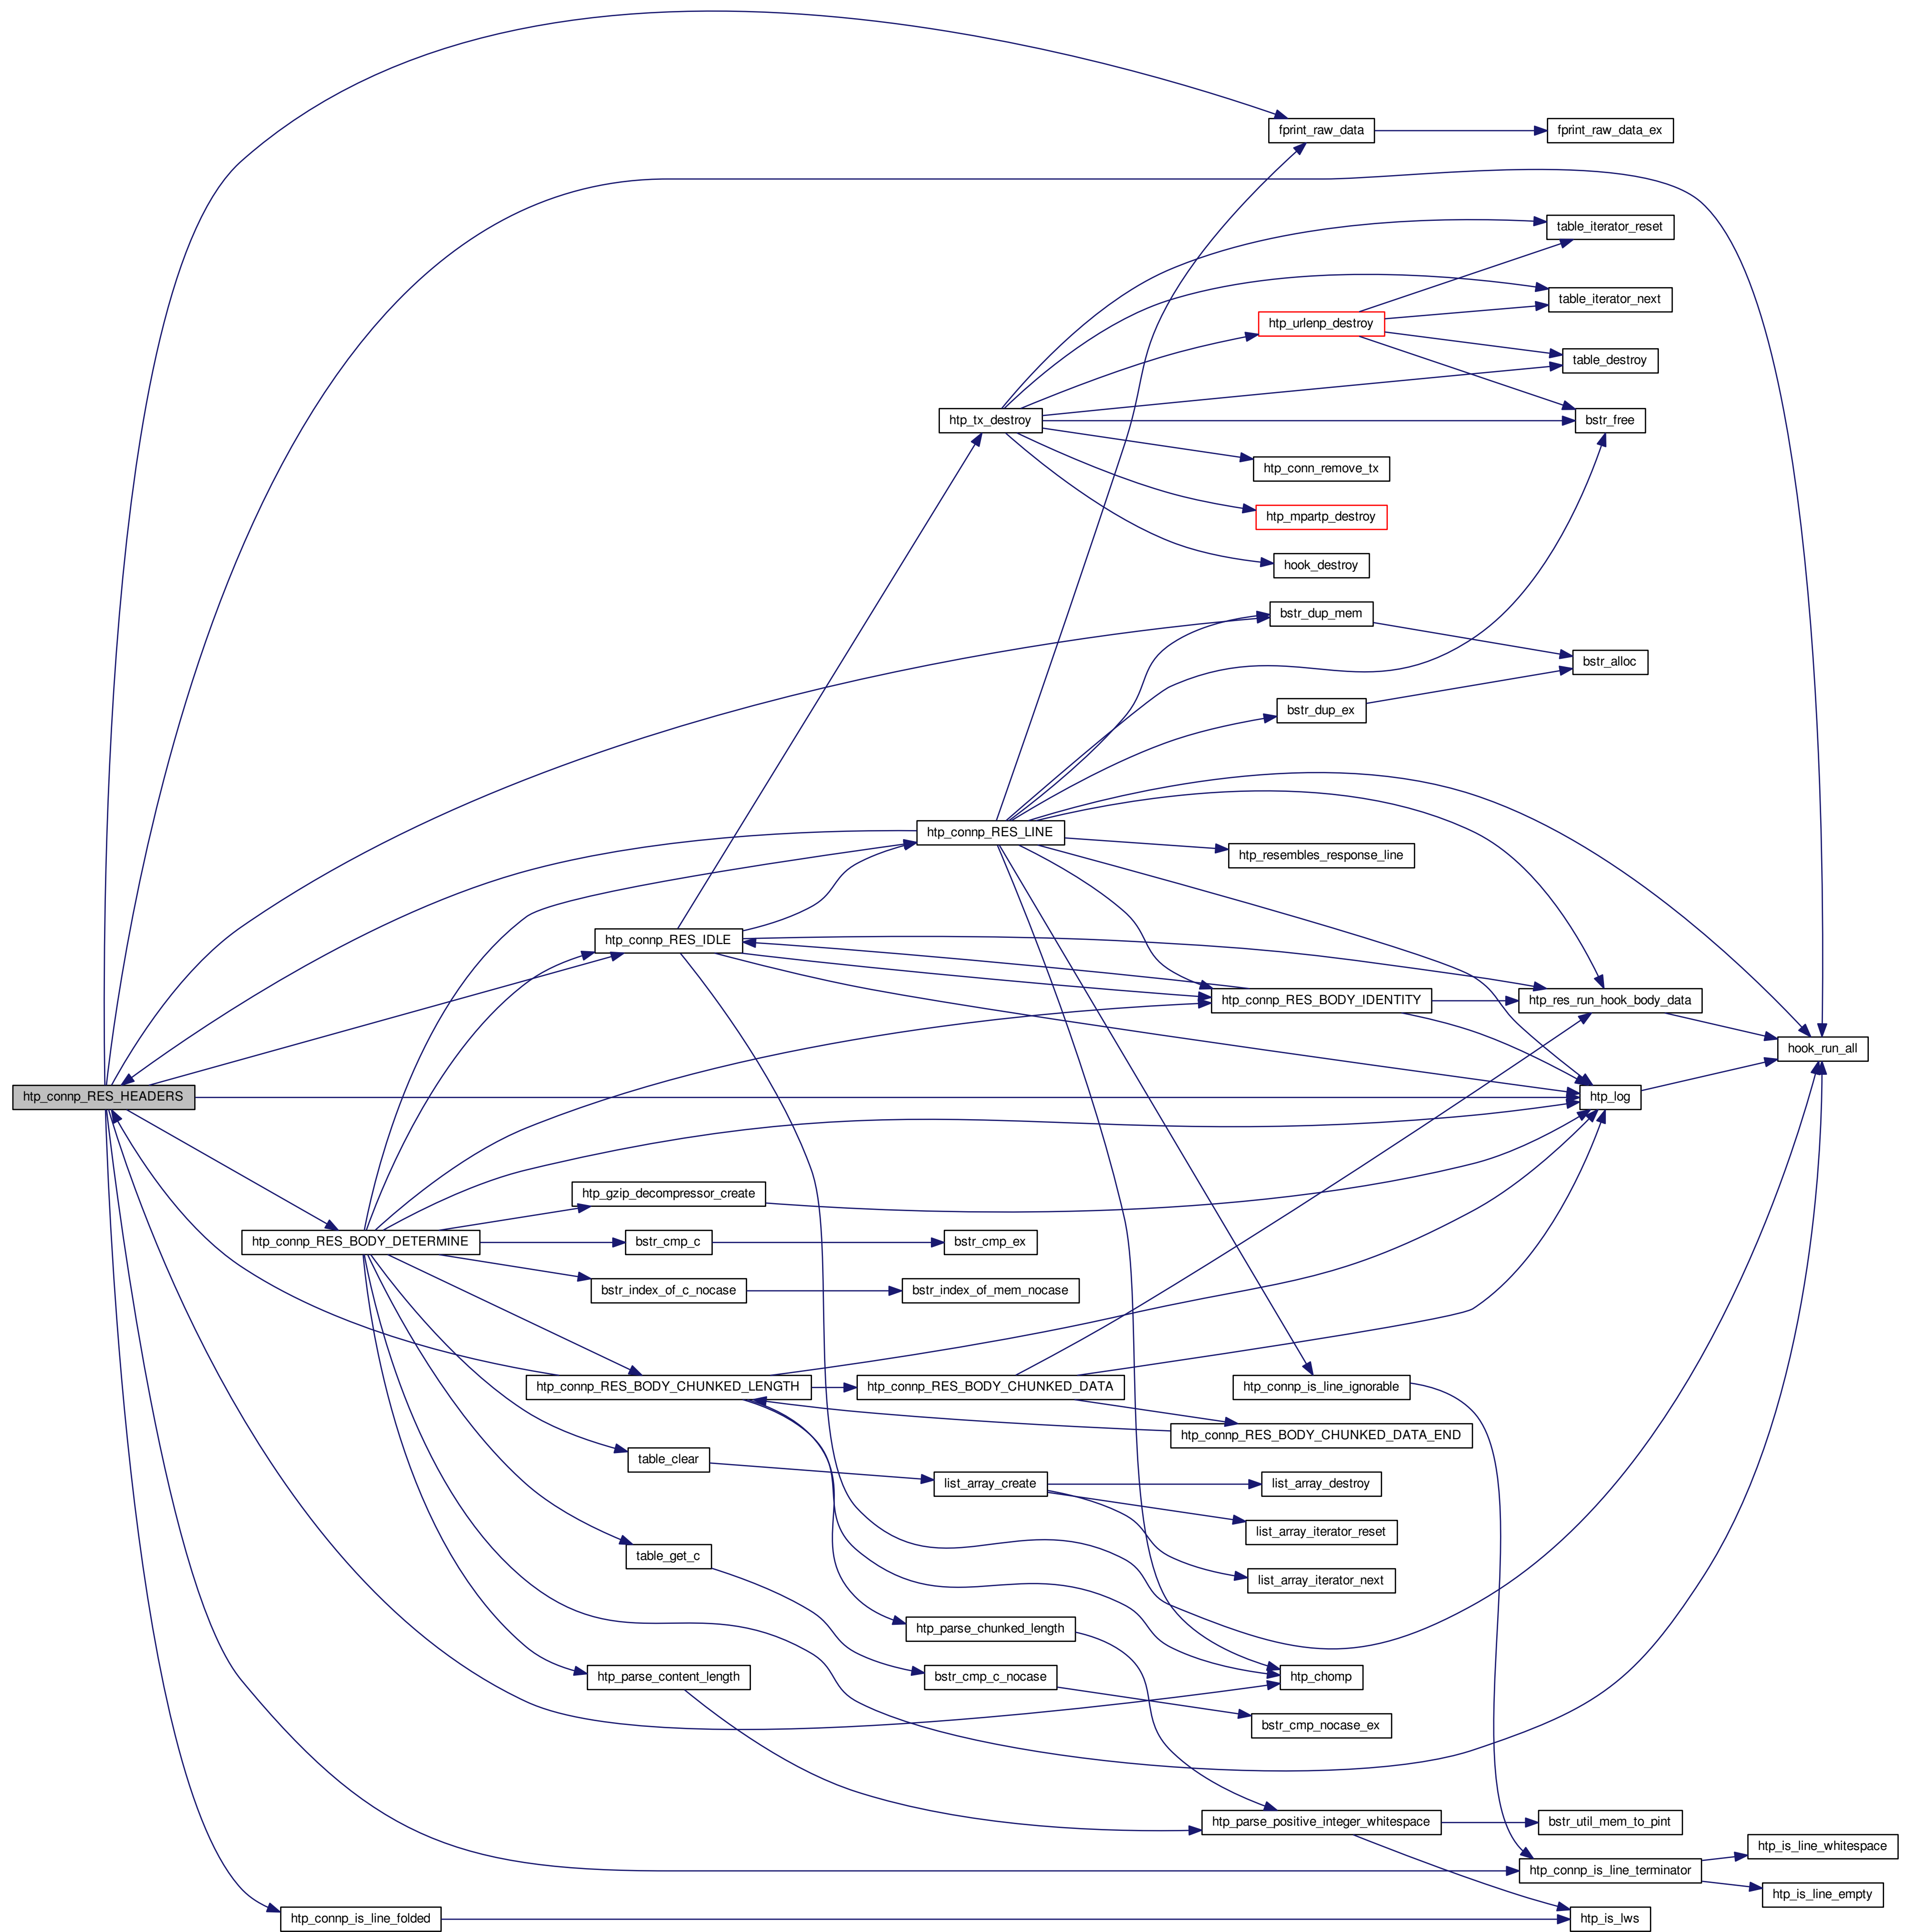 fprint_raw_data
fprint_raw_data_ex
table_iterator_reset
table_iterator_next
htp_urlenp_destroy
table_destroy
htp_tx_destroy
bstr_free
htp_conn_remove_tx
htp_mpartp_destroy
hook_destroy
bstr_dup_mem
bstr_alloc
bstr_dup_ex
htp_connp_RES_LINE
htp_resembles_response_line
htp_connp_RES_IDLE
htp_connp_RES_BODY_IDENTITY
htp_res_run_hook_body_data
hook_run_all
htp_connp_RES_HEADERS
htp_log
htp_gzip_decompressor_create
htp_connp_RES_BODY_DETERMINE
bstr_cmp_c
bstr_cmp_ex
bstr_index_of_c_nocase
bstr_index_of_mem_nocase
htp_connp_RES_BODY_CHUNKED_LENGTH
htp_connp_RES_BODY_CHUNKED_DATA
htp_connp_is_line_ignorable
htp_connp_RES_BODY_CHUNKED_DATA_END
table_clear
list_array_create
list_array_destroy
list_array_iterator_reset
table_get_c
list_array_iterator_next
htp_parse_chunked_length
htp_parse_content_length
bstr_cmp_c_nocase
htp_chomp
bstr_cmp_nocase_ex
htp_parse_positive_integer_whitespace
bstr_util_mem_to_pint
htp_is_line_whitespace
htp_connp_is_line_terminator
htp_is_line_empty
htp_connp_is_line_folded
htp_is_lws